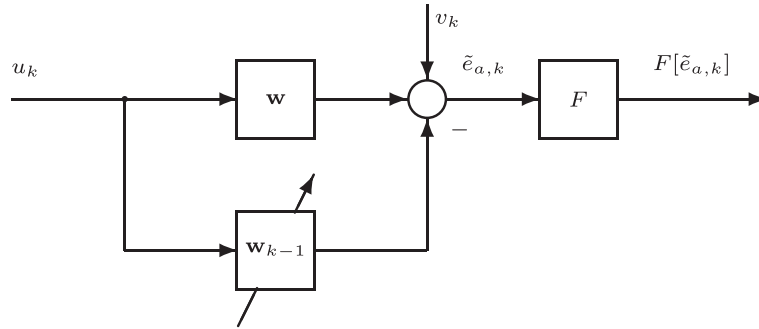 v_k
u_k
ẽ_{a,k}
F[ẽ_{a,k}]
w
F
−
w_{k−1}